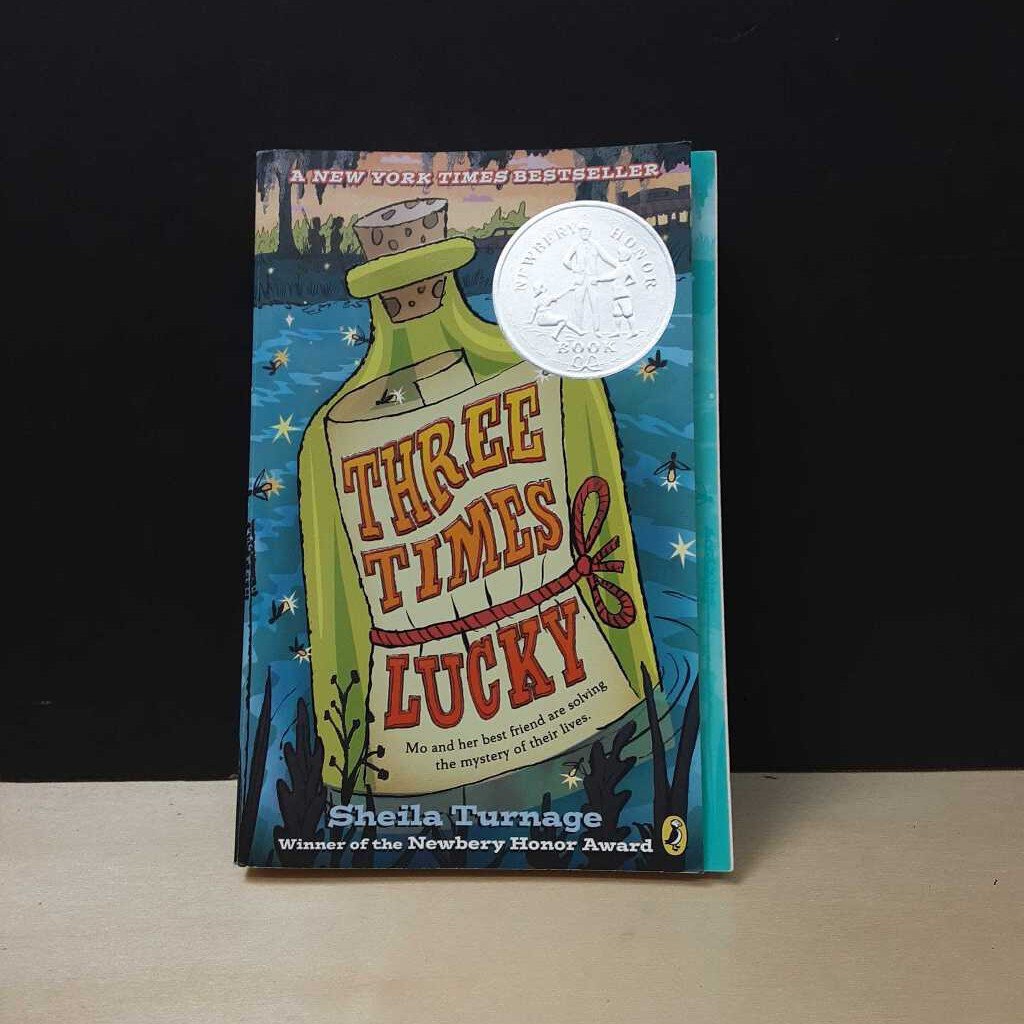 A NEW YORK TIMES BESTSELLER
NEWBERY HONOR
BOOK
THREE
TIMES
LUCKY
Mo and her best friend are solving
the mystery of their lives.
Sheila Turnage
Winner of the Newbery Honor Award